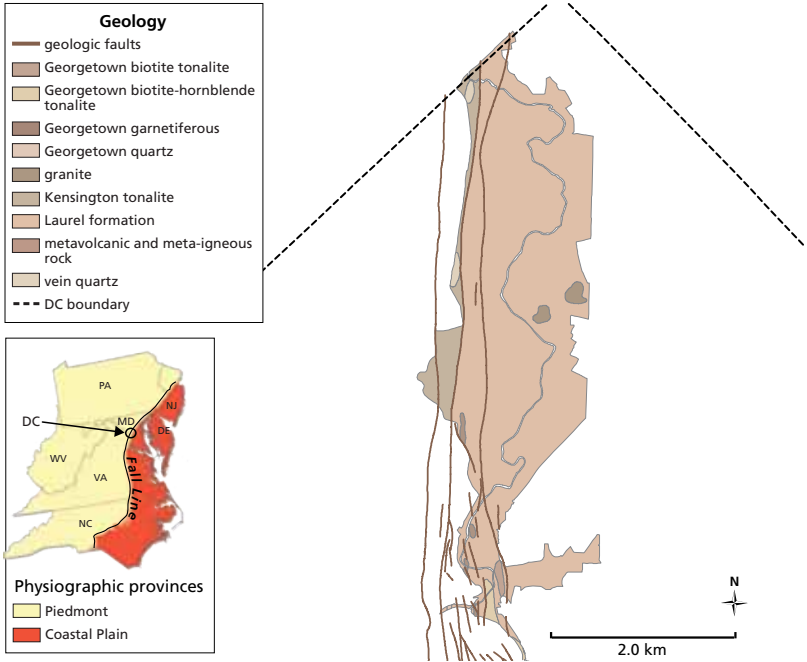 Geology
geologic faults
Georgetown biotite tonalite
Georgetown biotite-hornblende
tonalite
Georgetown garnetiferous
Georgetown quartz
granite
Kensington tonalite
Laurel formation
metavolcanic and meta-igneous
rock
vein quartz
DC boundary
PA
NJ
MD
DC
DE
WV
VA
Fall Line
NC
Physiographic provinces
Piedmont
Coastal Plain
N
2.0 km